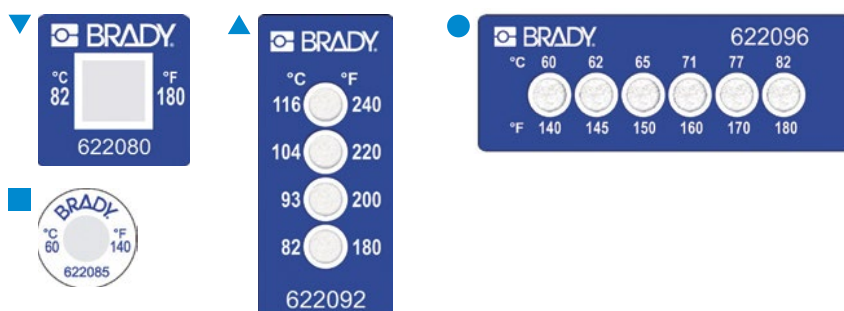 BRADY.
°C °F
82 180
622080
BRADY.
°C °F
60 140
622085
BRADY.
°C °F
116 240
104 220
93 200
82 180
622092
BRADY. 622096
°C 60 62 65 71 77 82
°F 140 145 150 160 170 180